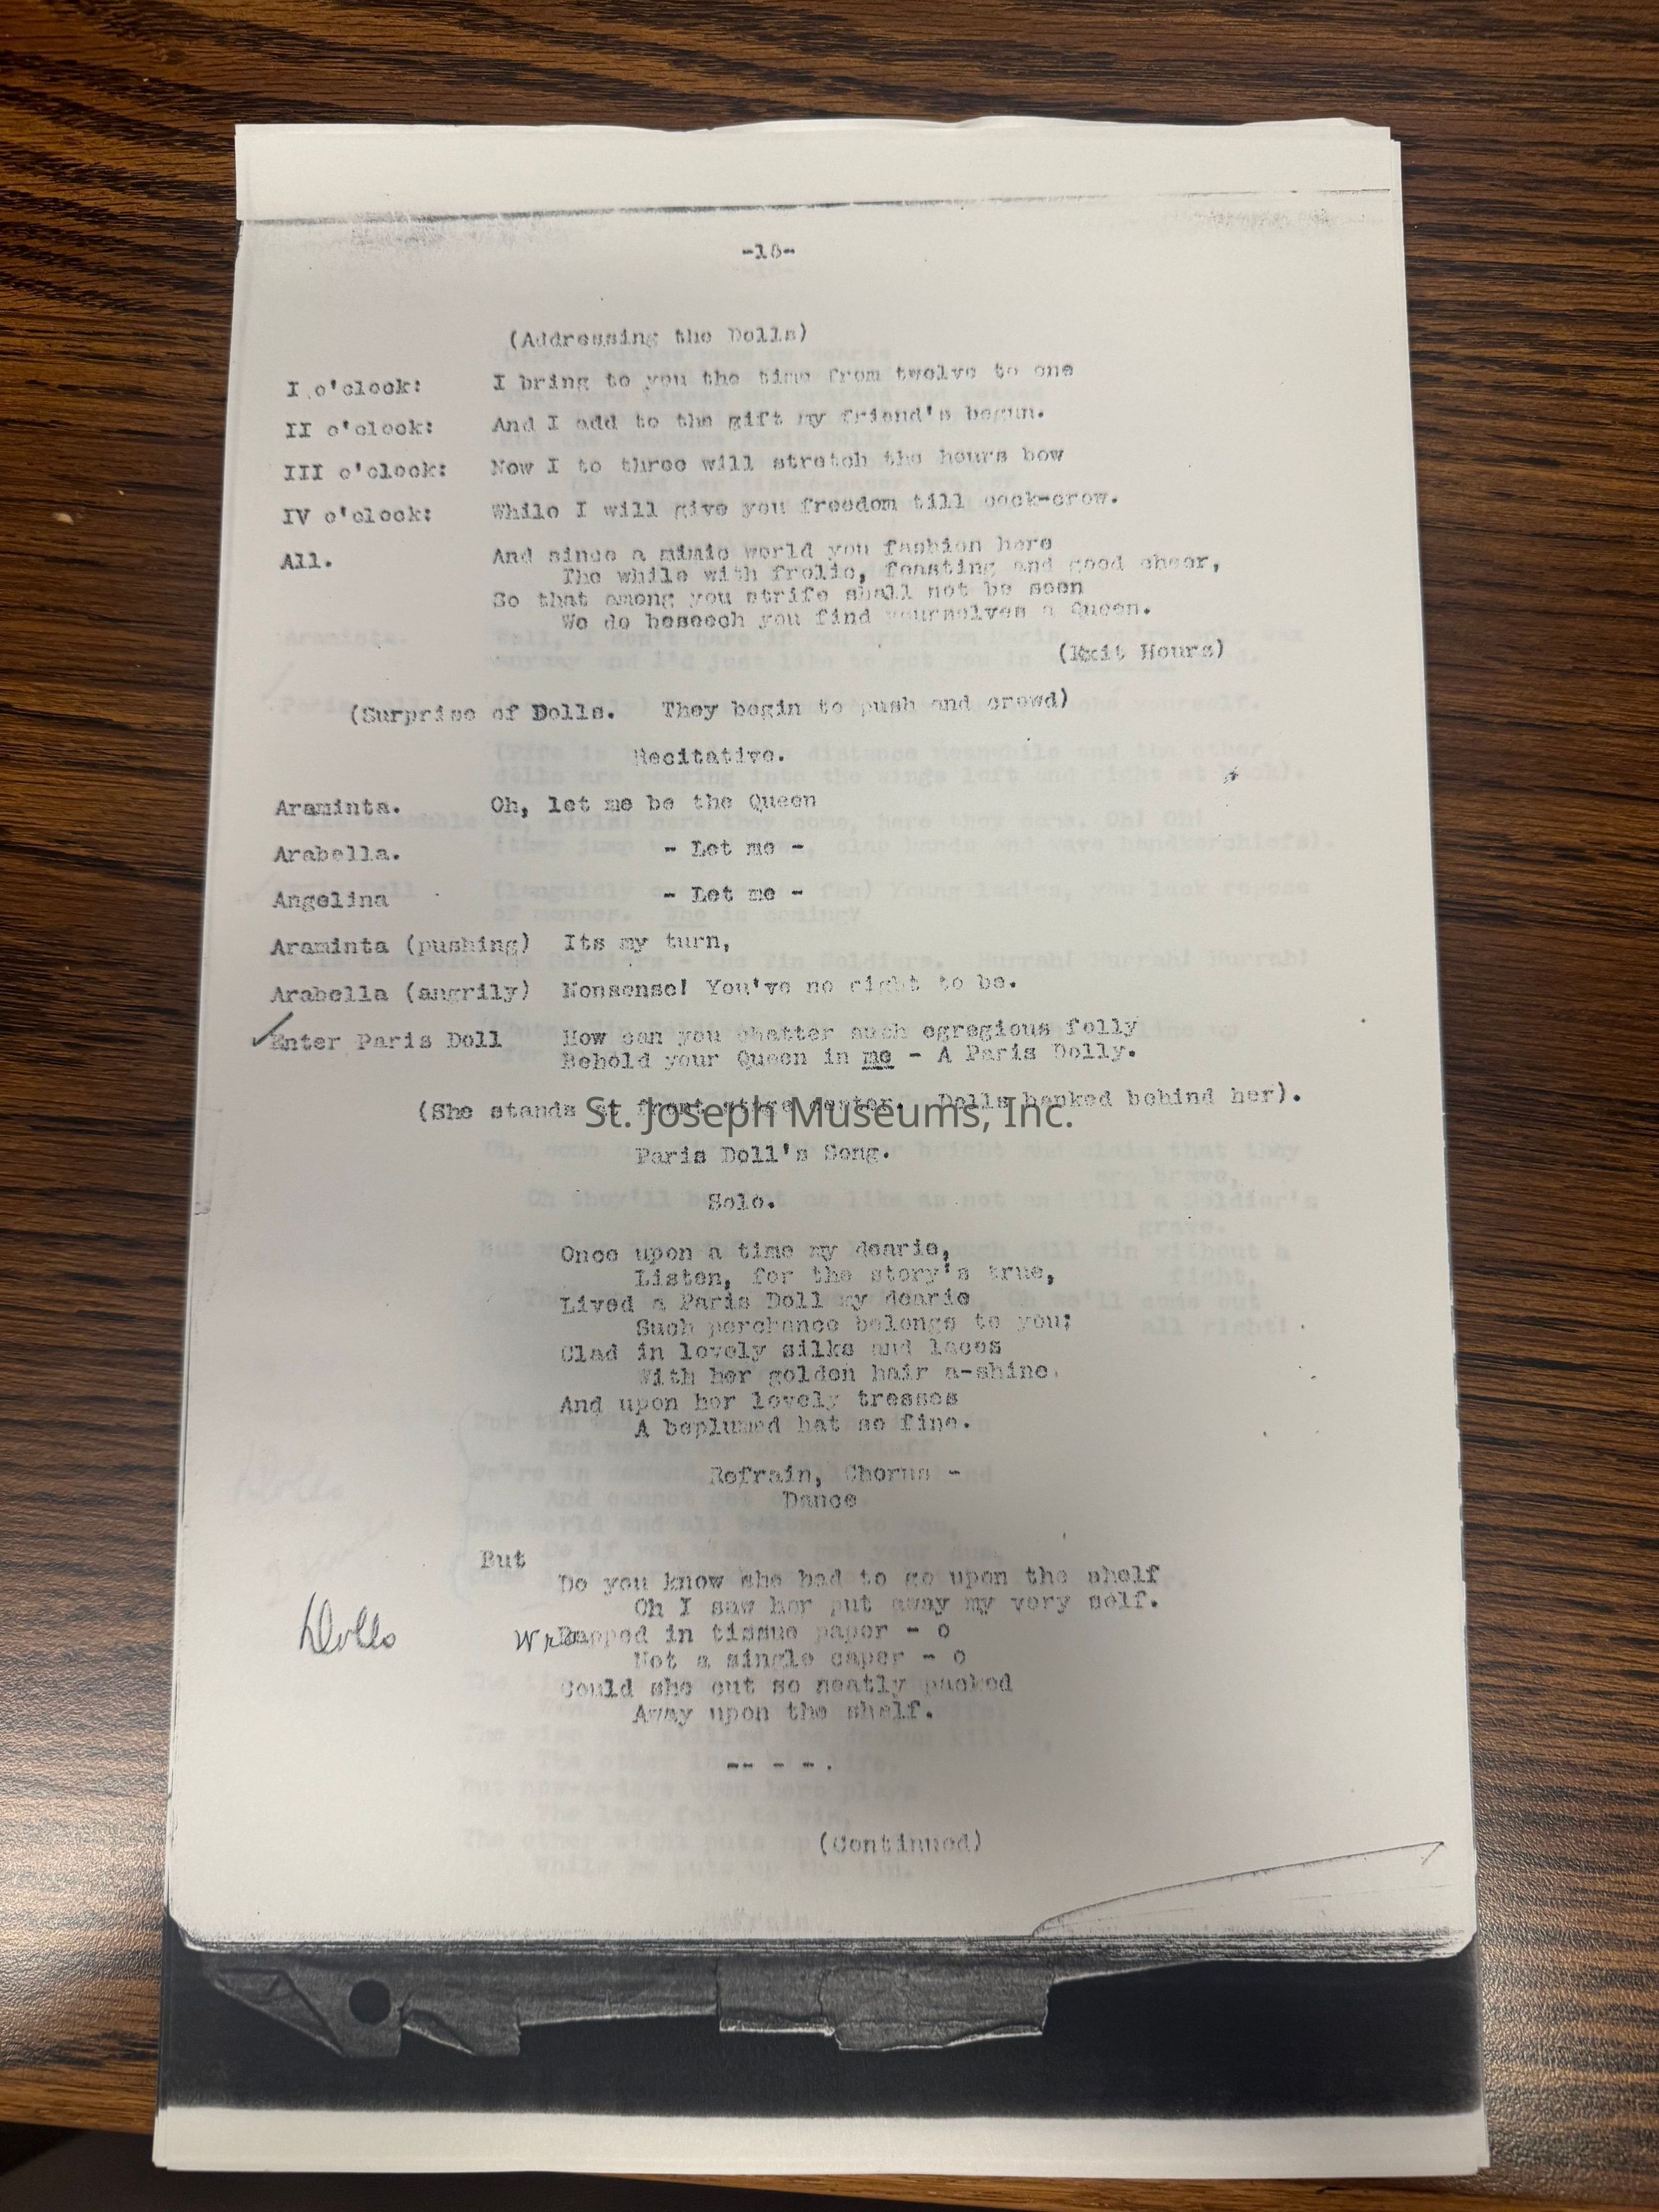 -18-
(Addressing the Dolls)
I o'clock: I bring to you the time from twelve to one
II o'clock: And I add to the gift my friend's begun.
III o'clock: Now I to three will stretch the hours bow
IV o'clock: While I will give you freedom till cock-crow.
All. And since a mimic world you fashion here
The while with frolic, feasting and good cheer,
So that among you strife shall not be seen
We do beseech you find yourselves a Queen.
(Exit Hours)
(Surprise of Dolls. They begin to push and crowd)
Recitative.
Araminta. Oh, let me be the Queen
Arabella. - Let me -
Angelina - Let me -
Araminta (pushing) Its my turn,
Arabella (angrily) Nonsense! You've no right to be.
Enter Paris Doll How can you chatter such egregious folly
Behold your Queen in me - A Paris Dolly.
(She stands at front stage center. Dolls banked behind her).
St. Joseph Museums, Inc.
Paris Doll's Song.
Solo.
Once upon a time my dearie,
Listen, for the story's true,
Lived a Paris Doll my dearie
Such perchance belongs to you;
Clad in lovely silks and laces
With her golden hair a-shine.
And upon her lovely tresses
A beplumed hat so fine.
Refrain, Chorus -
Dance
But
Do you know she had to go upon the shelf
Oh I saw her put away my very self.
Dolls Wrapped in tissue paper - o
Not a single caper - o
Could she cut so neatly packed
Away upon the shelf.
-- - - .
(Continued)